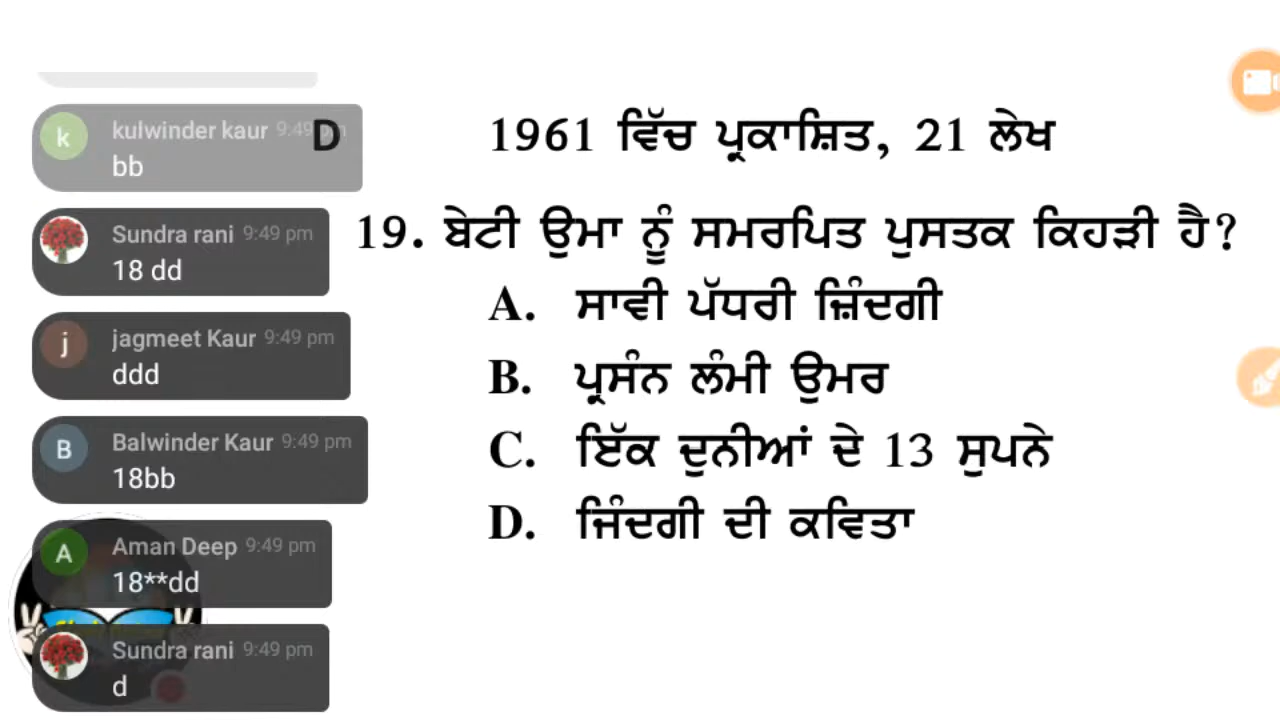 kulwinder kaur 9:49 pm
D
bb
Sundra rani 9:49 pm
18 dd
jagmeet Kaur 9:49 pm
ddd
Balwinder Kaur 9:49 pm
18bb
Aman Deep 9:49 pm
18**dd
Sundra rani 9:49 pm
d
1961 ਵਿੱਚ ਪ੍ਰਕਾਸ਼ਿਤ, 21 ਲੇਖ
19. ਬੇਟੀ ਉਮਾ ਨੂੰ ਸਮਰਪਿਤ ਪੁਸਤਕ ਕਿਹੜੀ ਹੈ?
A. ਸਾਵੀ ਪੱਧਰੀ ਜ਼ਿੰਦਗੀ
B. ਪ੍ਰਸੰਨ ਲੰਮੀ ਉਮਰ
C. ਇੱਕ ਦੁਨੀਆਂ ਦੇ 13 ਸੁਪਨੇ
D. ਜਿੰਦਗੀ ਦੀ ਕਵਿਤਾ